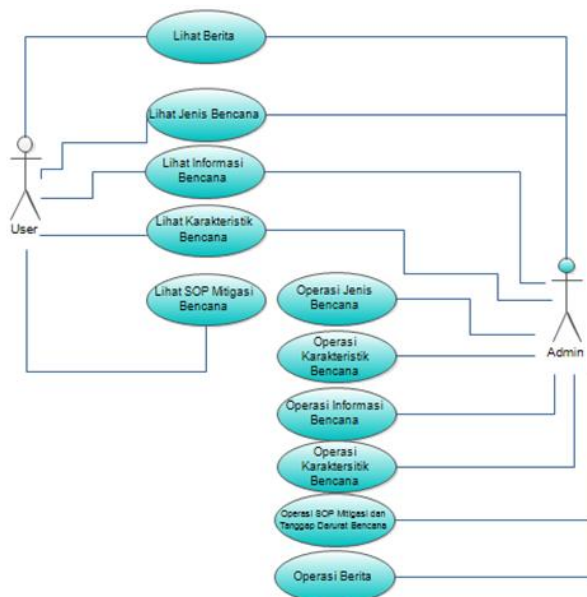 Lihat Berita
Lihat Jenis Bencana
Lihat Informasi
Bencana
User
Lihat Karakteristik
Bencana
Lihat SOP Mitigasi
Bencana
Operasi Jenis
Bencana
Admin
Operasi
Karakteristik
Bencana
Operasi Informasi
Bencana
Operasi
Karaktersitik
Bencana
Operasi SOP Mitigasi dan
Tanggap Darurat Bencana
Operasi Berita